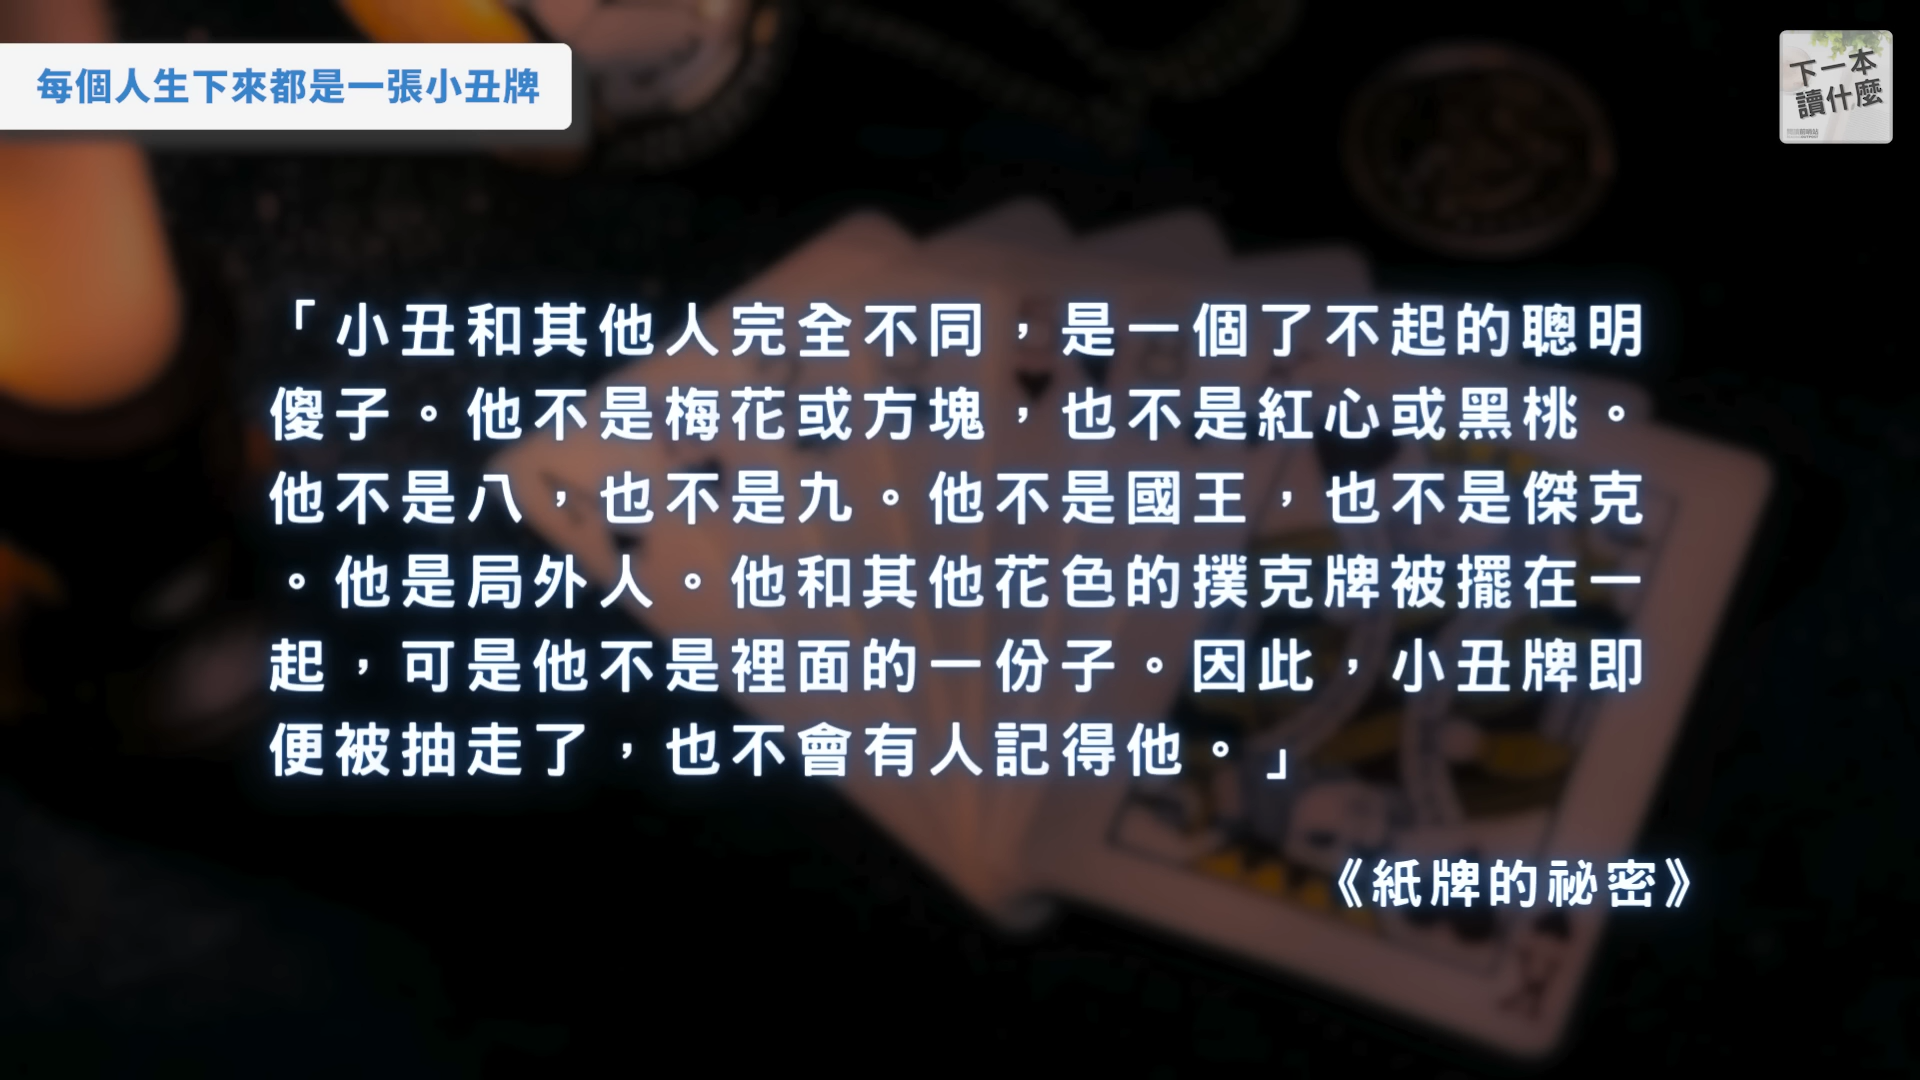 每個人生下來都是一張小丑牌
下一本
讀什麼
「小丑和其他人完全不同，是一個了不起的聰明
傻子。他不是梅花或方塊，也不是紅心或黑桃。
他不是八，也不是九。他不是國王，也不是傑克
。他是局外人。他和其他花色的撲克牌被擺在一
起，可是他不是裡面的一份子。因此，小丑牌即
便被抽走了，也不會有人記得他。」
《紙牌的祕密》
K